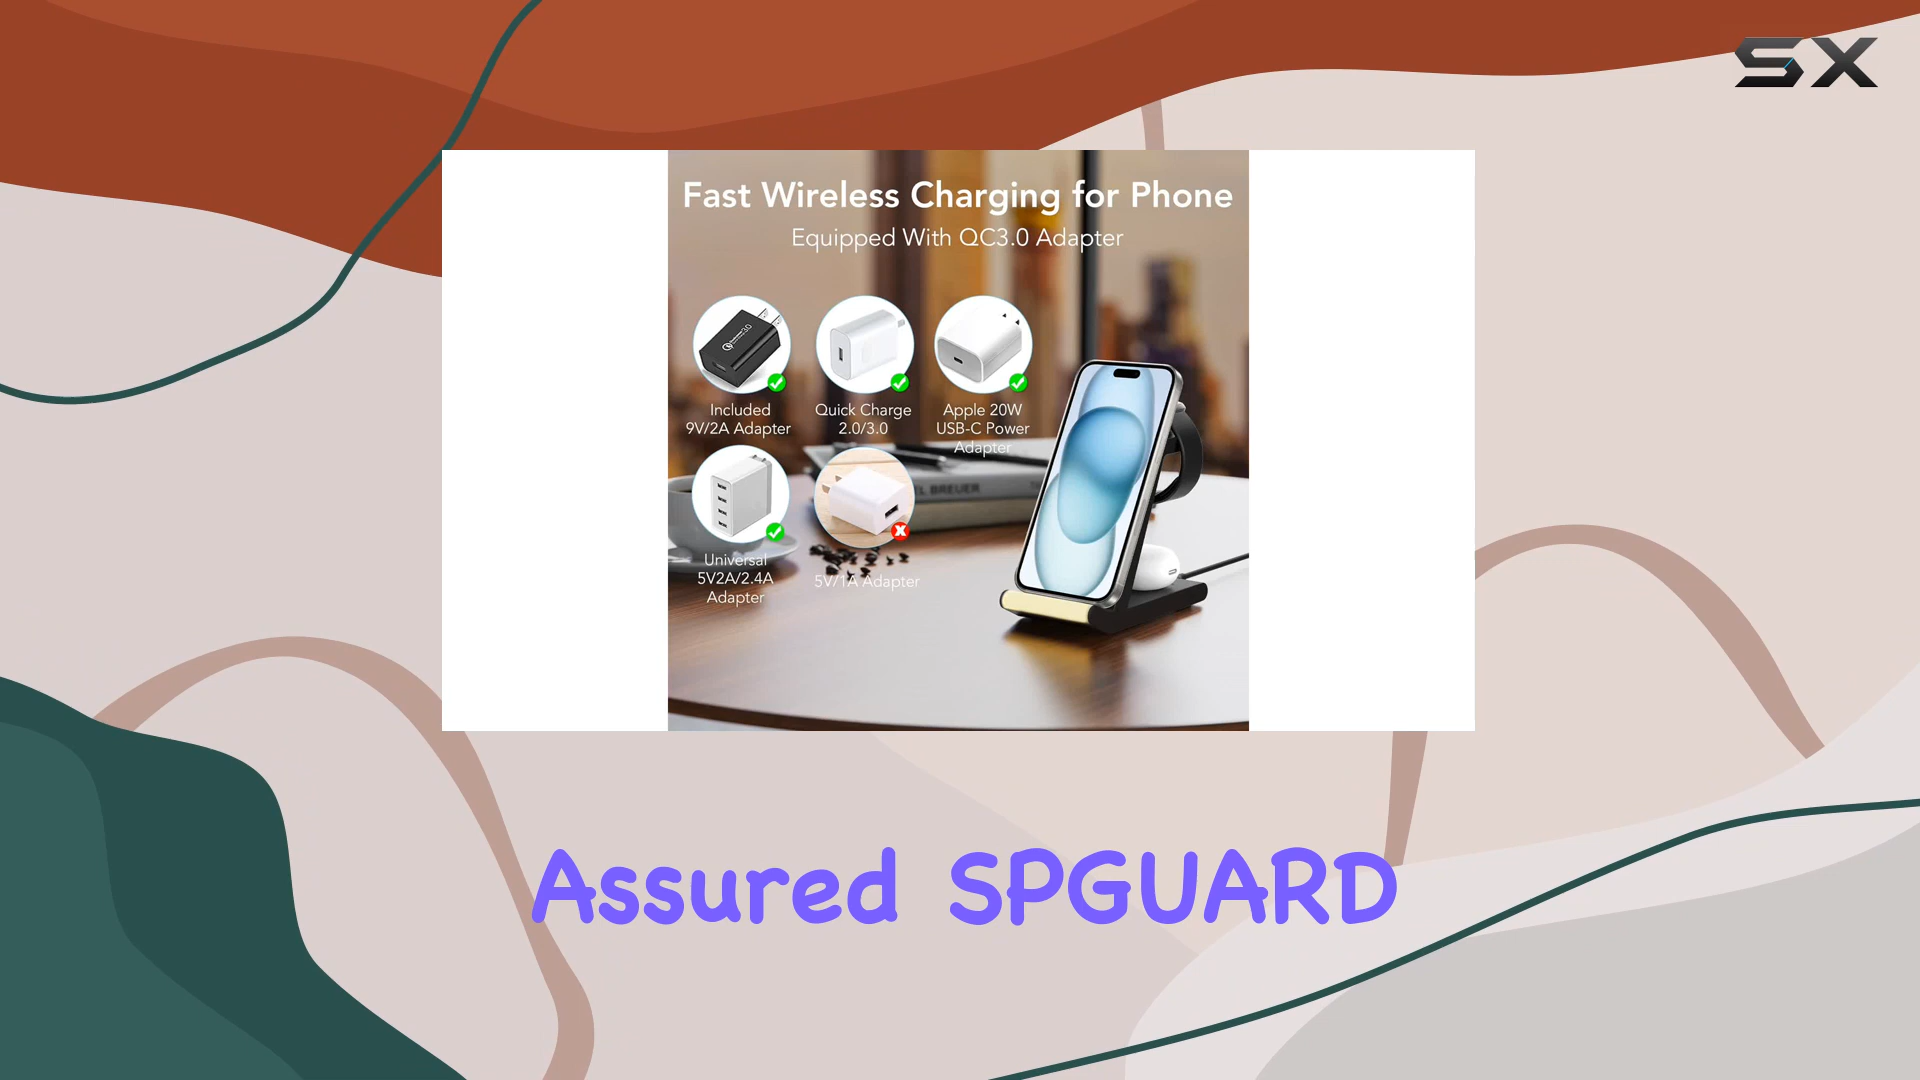 SX
Fast Wireless Charging for Phone
Equipped With QC3.0 Adapter
Included
9V/2A Adapter
Quick Charge
2.0/3.0
Apple 20W
USB-C Power
Adapter
Universal
5V2A/2.4A
Adapter
5V/1A Adapter
BREUER
Assured SPGUARD